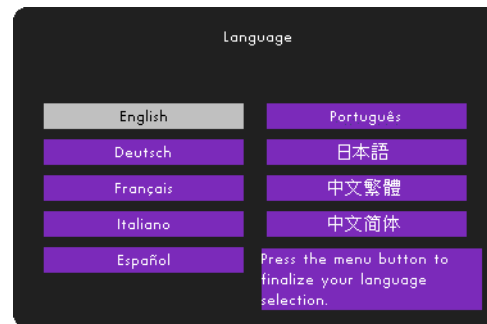 Language
English
Deutsch
Français
Italiano
Español
Português
日本語
中文繁體
中文简体
Press the menu button to
finalize your language
selection.